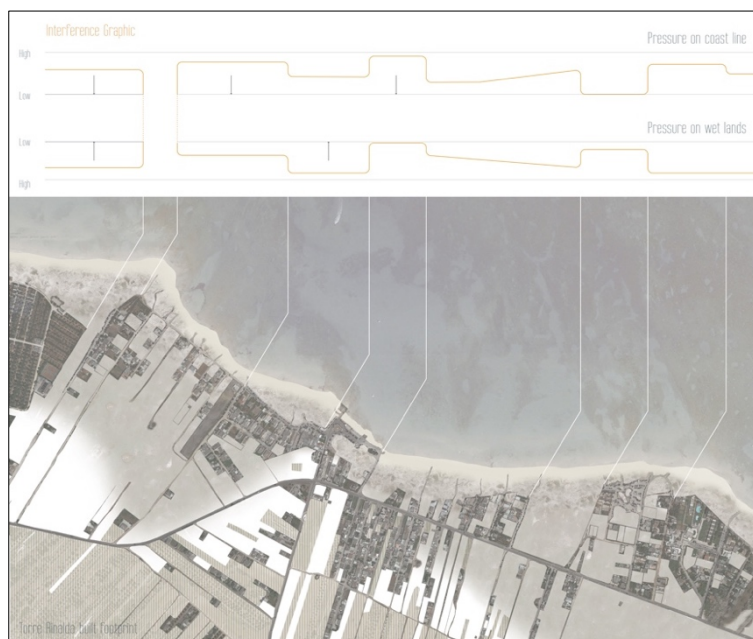 Interference Graphic
Pressure on coast line
High
Low
Pressure on wet lands
Low
High
Torre Rinalda built footprint